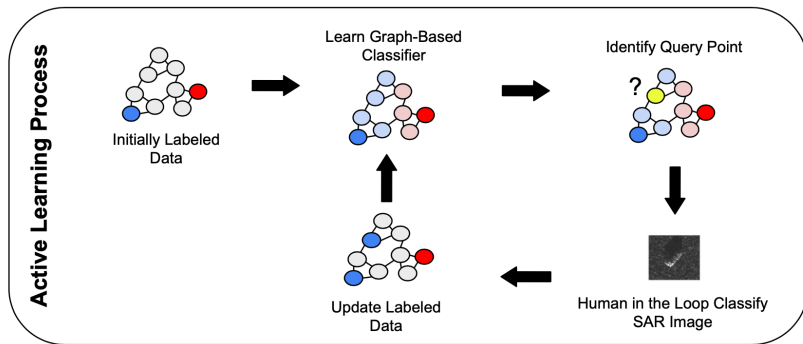 Active Learning Process
Initially Labeled
Data
Learn Graph-Based
Classifier
Identify Query Point
?
Human in the Loop Classify
SAR Image
Update Labeled
Data